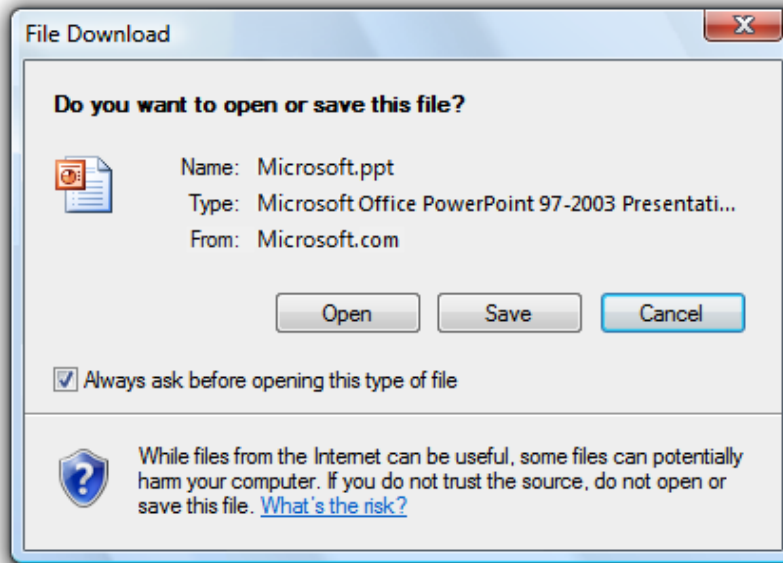 File Download
Do you want to open or save this file?
Name: Microsoft.ppt
Type: Microsoft Office PowerPoint 97-2003 Presentati...
From: Microsoft.com
Open Save Cancel
Always ask before opening this type of file
While files from the Internet can be useful, some files can potentially
harm your computer. If you do not trust the source, do not open or
save this file. What's the risk?